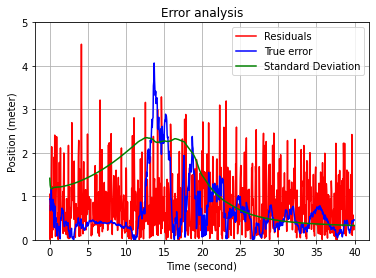 Error analysis
Residuals
True error
Standard Deviation
Position (meter)
5
4
3
2
1
0
0 5 10 15 20 25 30 35 40
Time (second)